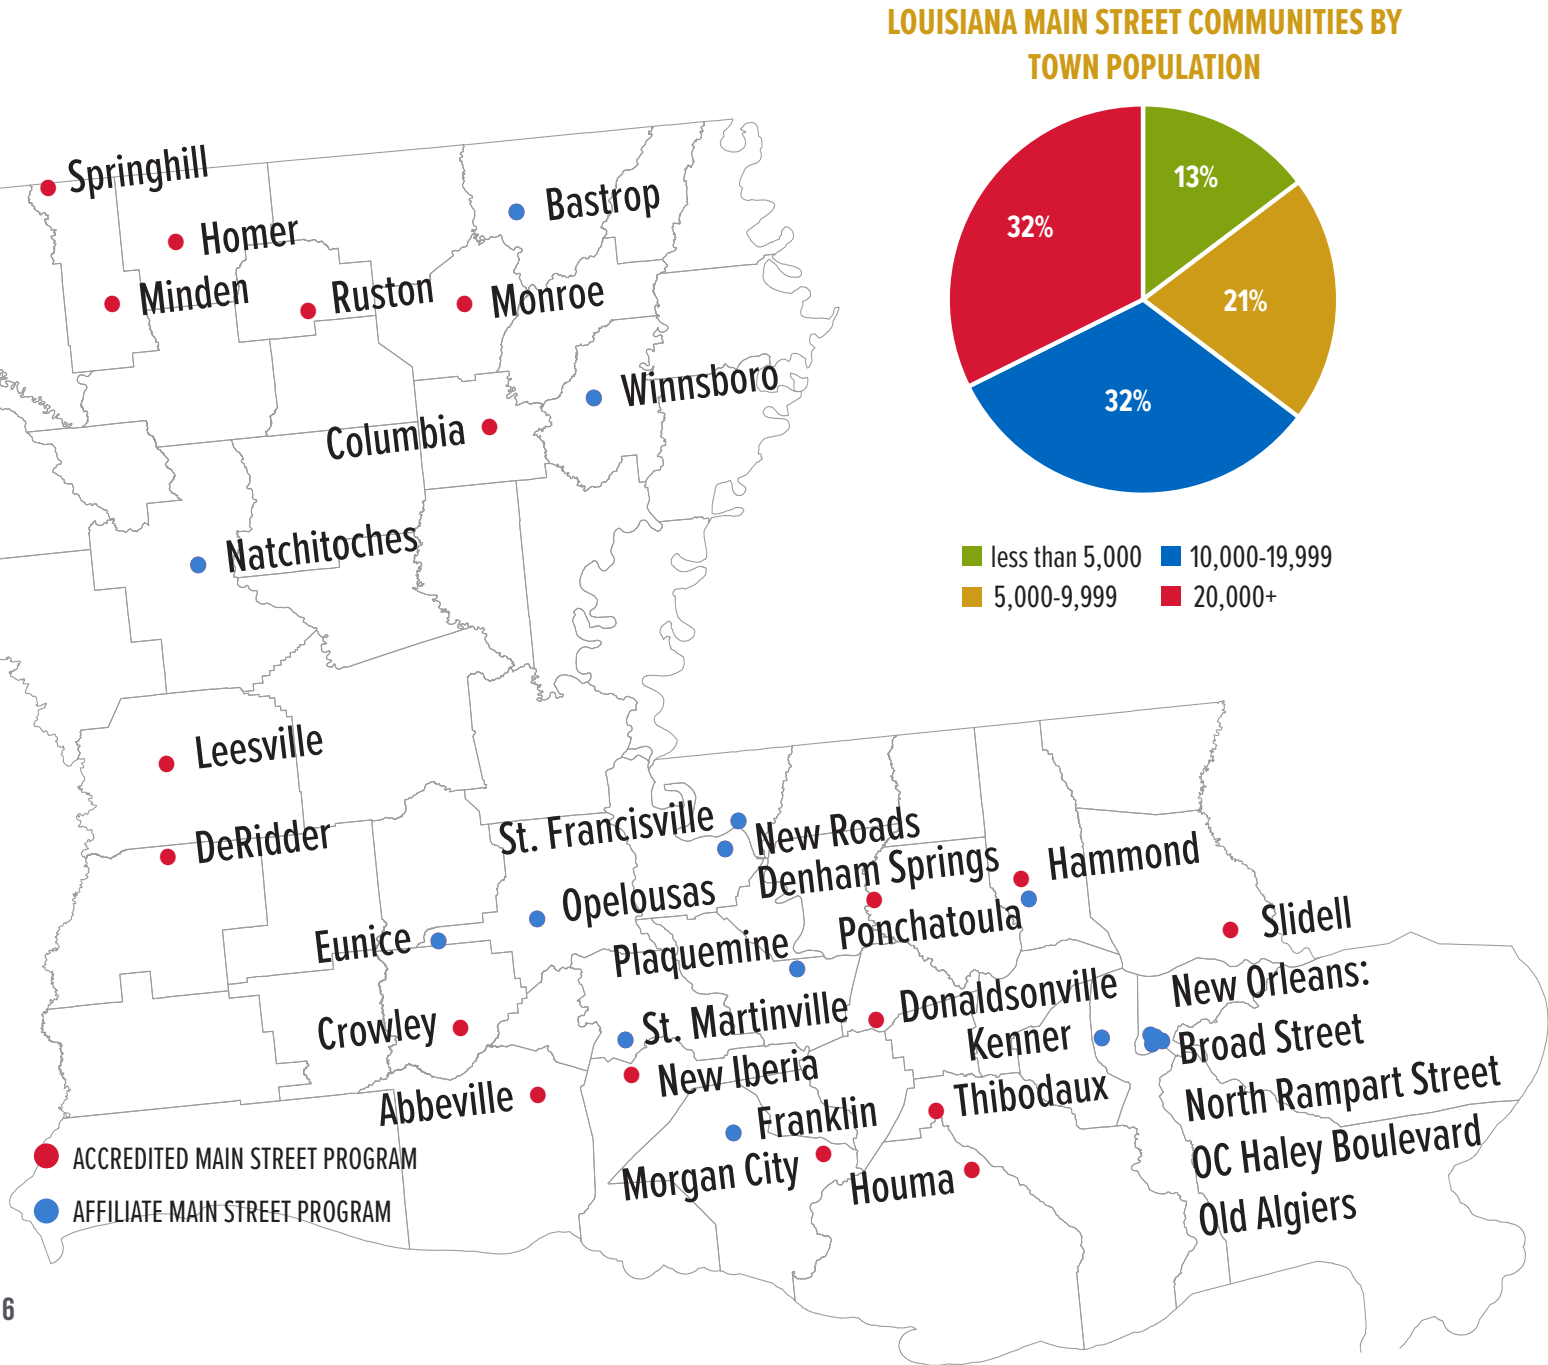 LOUISIANA MAIN STREET COMMUNITIES BY
TOWN POPULATION
13%
32%
21%
32%
less than 5,000
10,000-19,999
5,000-9,999
20,000+
Springhill
Bastrop
Homer
Minden
Ruston
Monroe
Winnsboro
Columbia
Natchitoches
Leesville
DeRidder
St. Francisville
New Roads
Denham Springs
Hammond
Opelousas
Ponchatoula
Slidell
Eunice
Plaquemine
New Orleans:
Broad Street
North Rampart Street
OC Haley Boulevard
Old Algiers
Crowley
St. Martinville
Donaldsonville
Kenner
New Iberia
Abbeville
Thibodaux
Franklin
Morgan City
Houma
ACCREDITED MAIN STREET PROGRAM
AFFILIATE MAIN STREET PROGRAM
6